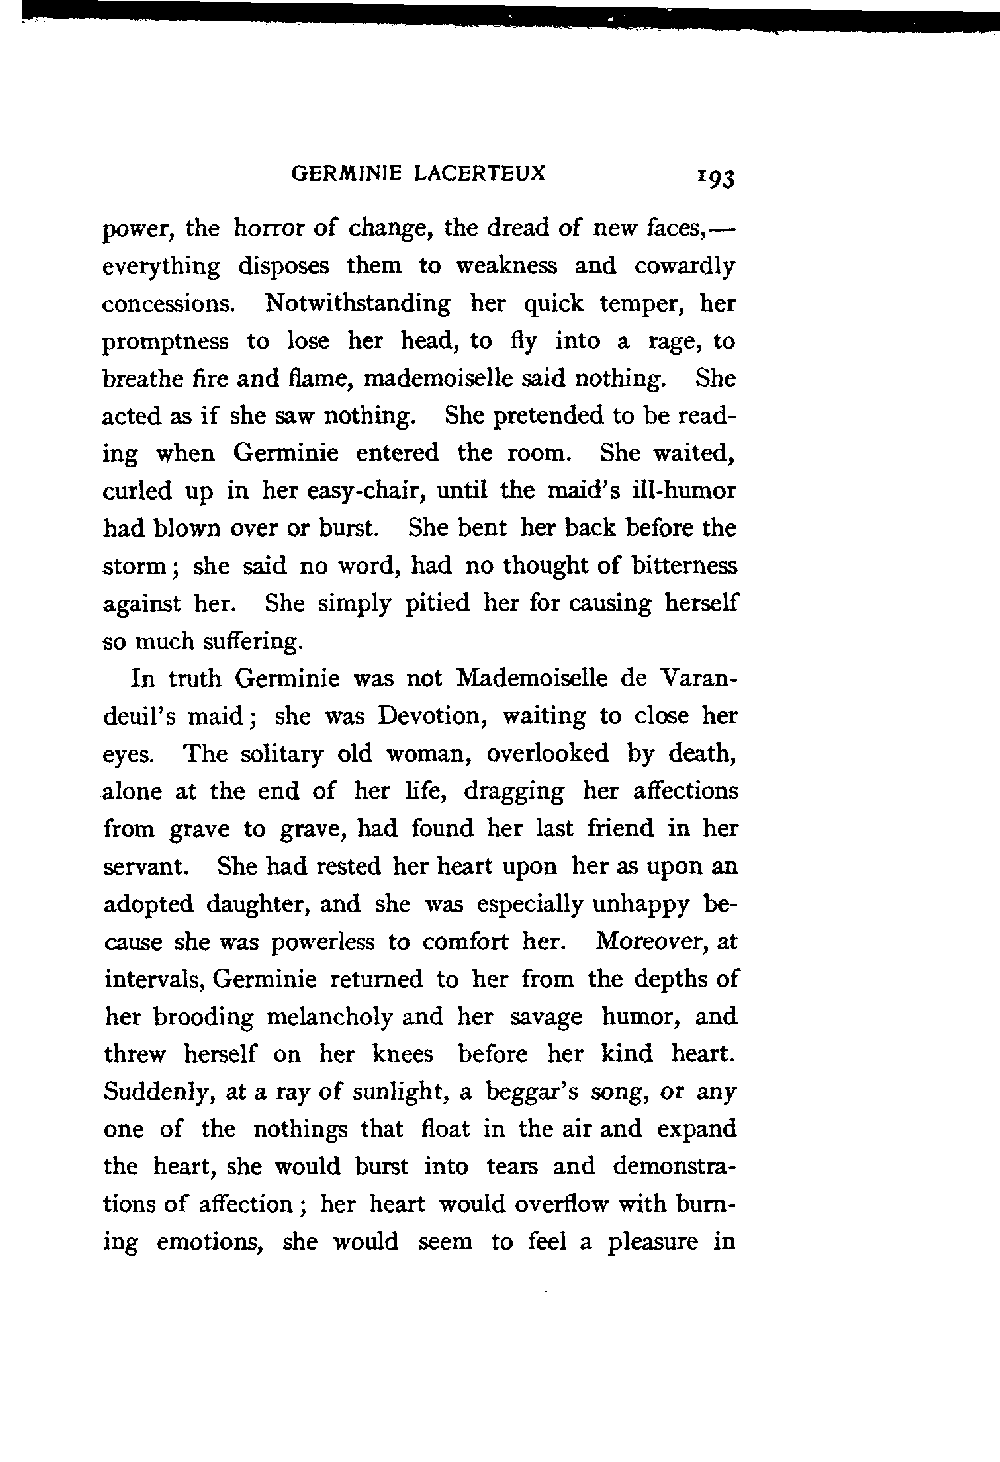 GERMINIE LACERTEUX 193
power, the horror of change, the dread of new faces,—
everything disposes them to weakness and cowardly
concessions. Notwithstanding her quick temper, her
promptness to lose her head, to fly into a rage, to
breathe fire and flame, mademoiselle said nothing. She
acted as if she saw nothing. She pretended to be read-
ing when Germinie entered the room. She waited,
curled up in her easy-chair, until the maid's ill-humor
had blown over or burst. She bent her back before the
storm; she said no word, had no thought of bitterness
against her. She simply pitied her for causing herself
so much suffering.
In truth Germinie was not Mademoiselle de Varan-
deuil's maid; she was Devotion, waiting to close her
eyes. The solitary old woman, overlooked by death,
alone at the end of her life, dragging her affections
from grave to grave, had found her last friend in her
servant. She had rested her heart upon her as upon an
adopted daughter, and she was especially unhappy be-
cause she was powerless to comfort her. Moreover, at
intervals, Germinie returned to her from the depths of
her brooding melancholy and her savage humor, and
threw herself on her knees before her kind heart.
Suddenly, at a ray of sunlight, a beggar's song, or any
one of the nothings that float in the air and expand
the heart, she would burst into tears and demonstra-
tions of affection; her heart would overflow with burn-
ing emotions, she would seem to feel a pleasure in